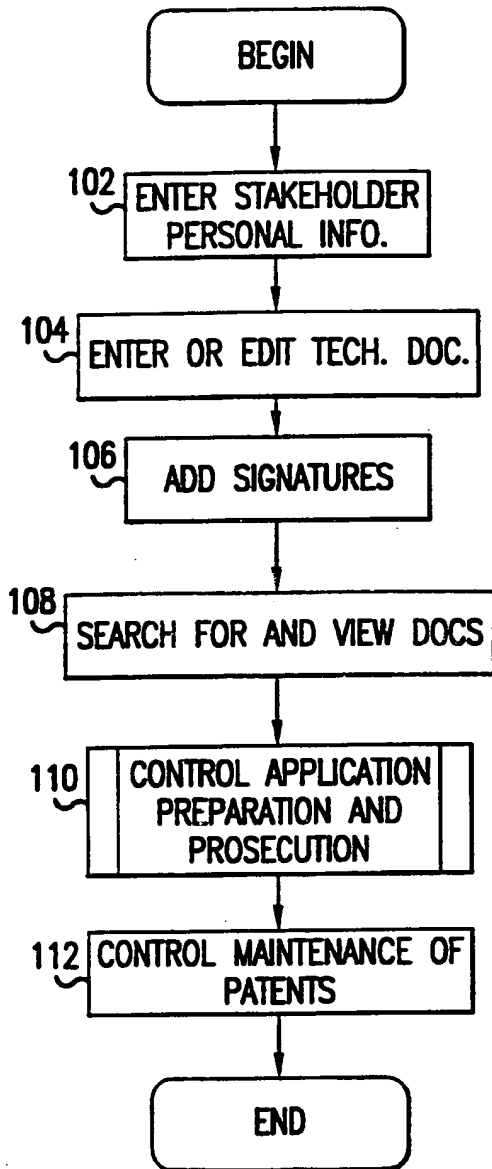 BEGIN
102
ENTER STAKEHOLDER
PERSONAL INFO.
104
ENTER OR EDIT TECH. DOC.
106
ADD SIGNATURES
108
SEARCH FOR AND VIEW DOCS
110
CONTROL APPLICATION
PREPARATION AND
PROSECUTION
112
CONTROL MAINTENANCE OF
PATENTS
END